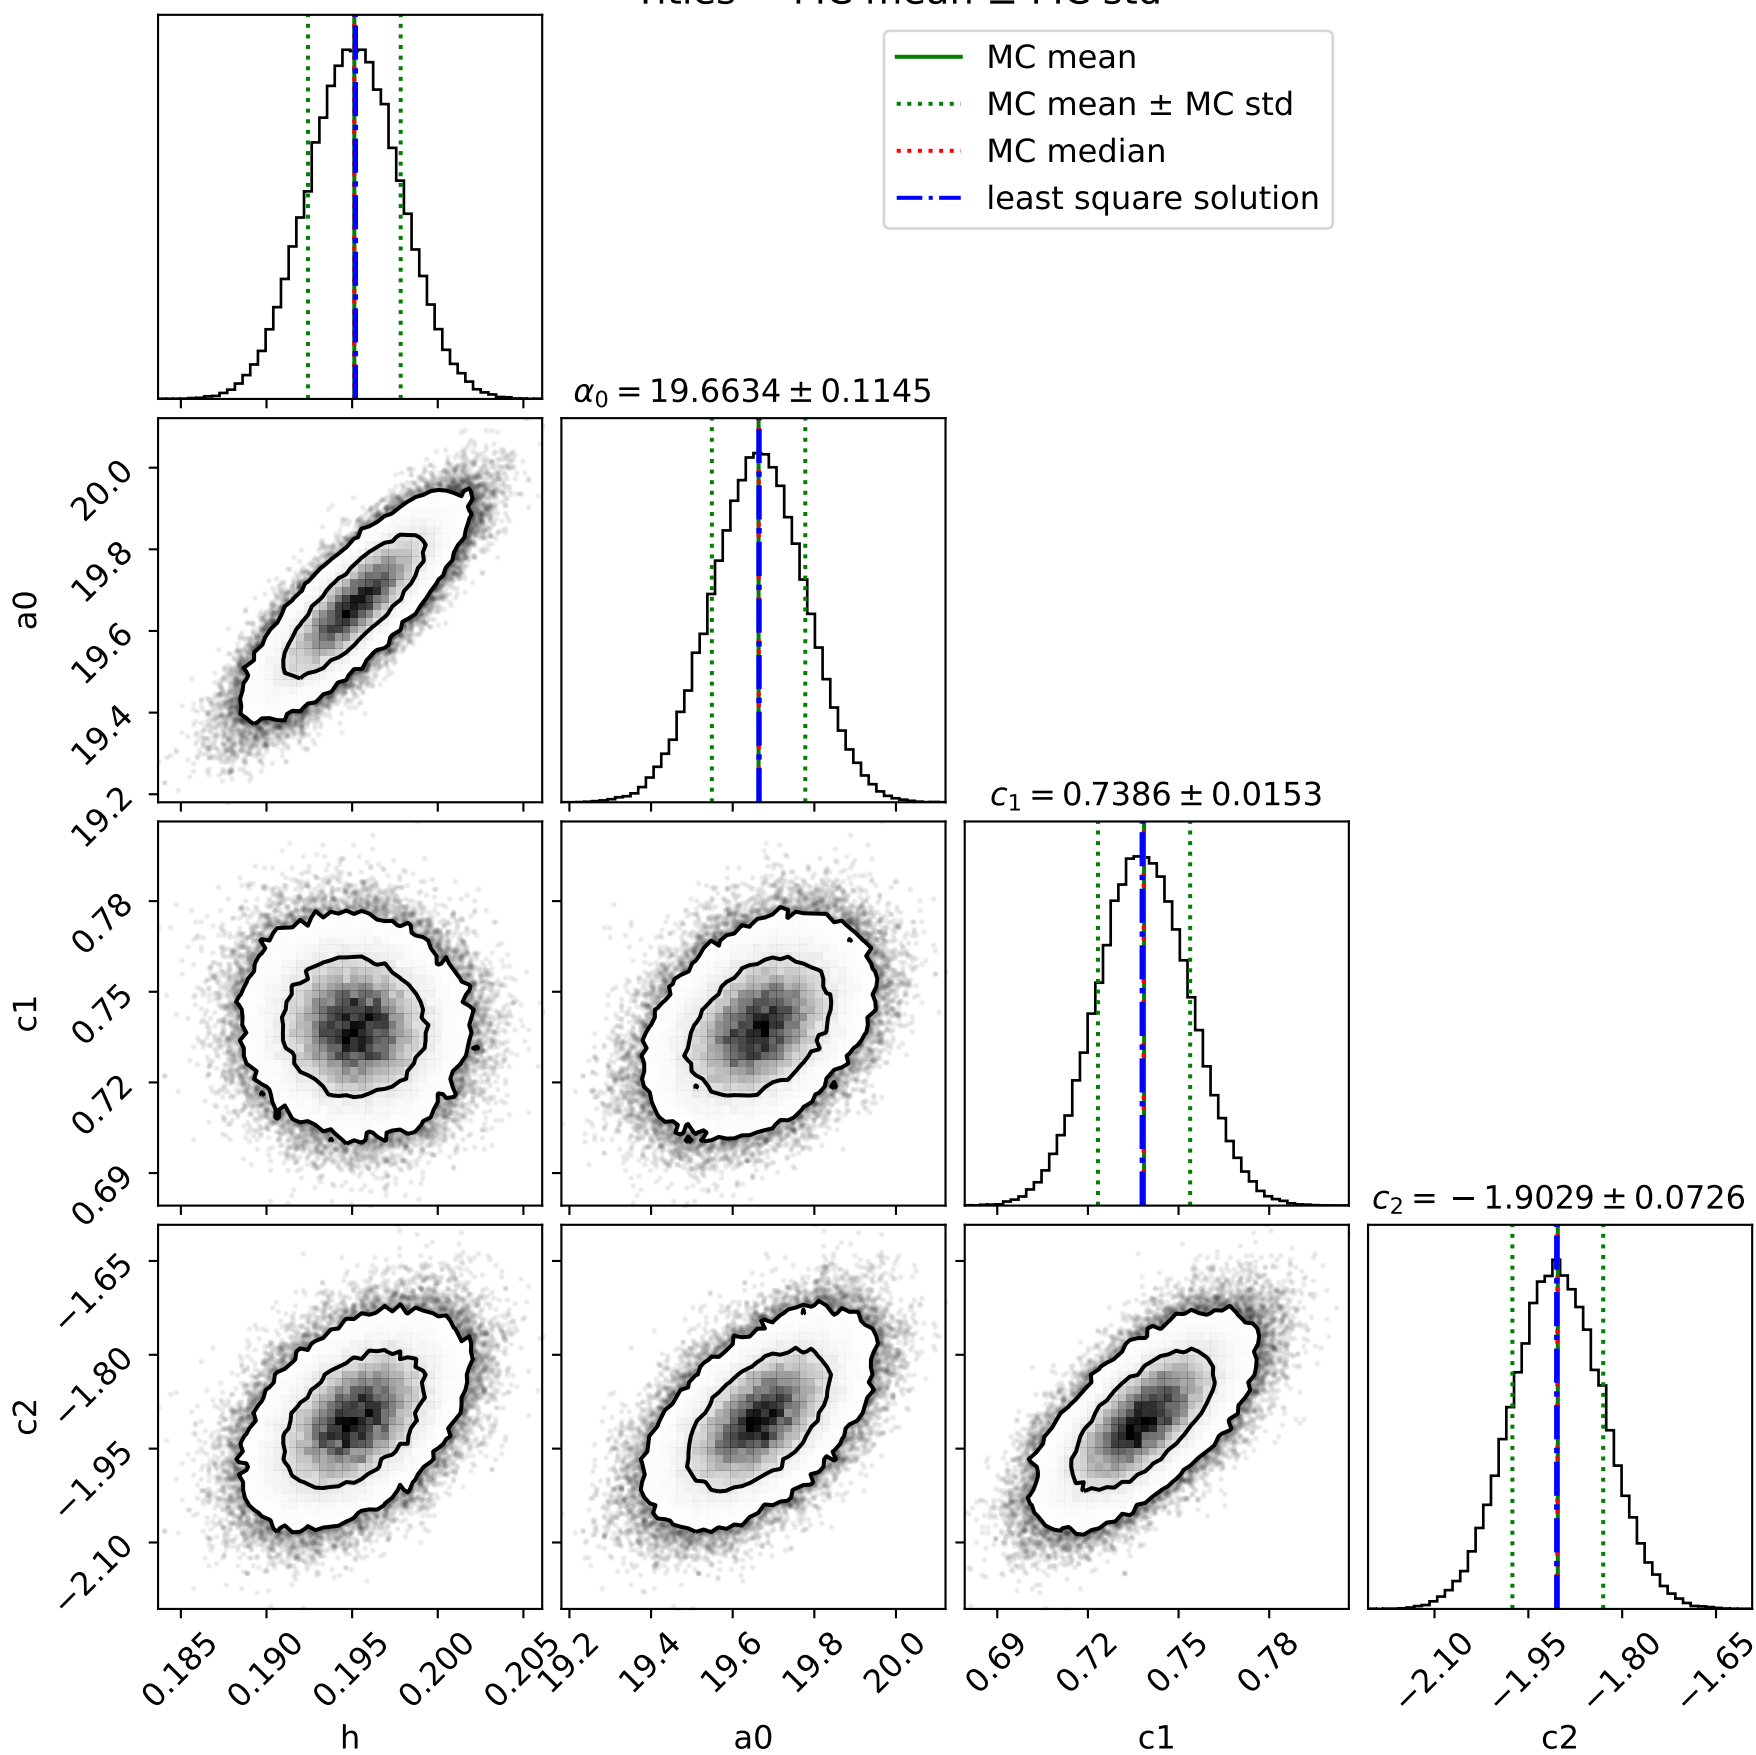 MC mean ± MC std
MC mean
MC mean ± MC std
MC median
least square solution
α₀ = 19.6634 ± 0.1145
20.0
19.8
19.6
19.4
19.2
a0
c₁ = 0.7386 ± 0.0153
0.78
0.75
0.72
0.69
c1
c₂ = −1.9029 ± 0.0726
−1.65
−1.80
−1.95
−2.10
c2
0.185 0.190 0.195 0.200 0.205
19.2 19.4 19.6 19.8 20.0
0.69 0.72 0.75 0.78
−2.10 −1.95 −1.80 −1.65
h a0 c1 c2